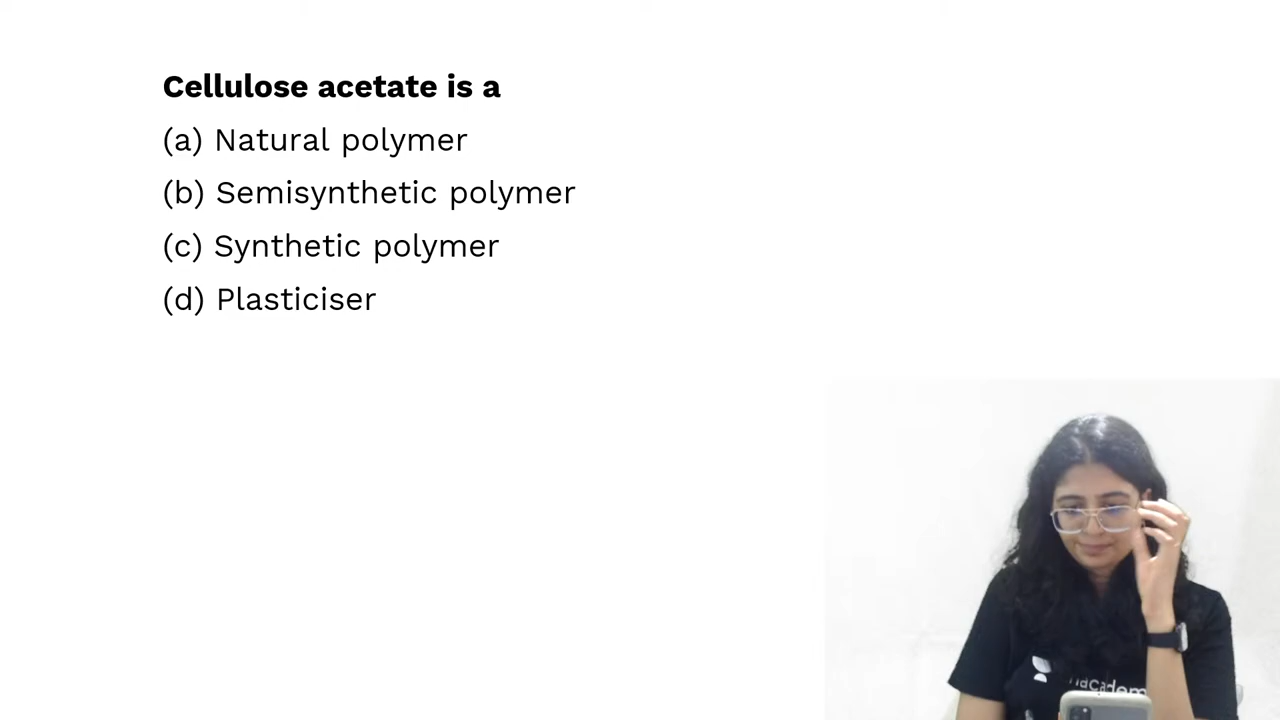 Cellulose acetate is a
(a) Natural polymer
(b) Semisynthetic polymer
(c) Synthetic polymer
(d) Plasticiser